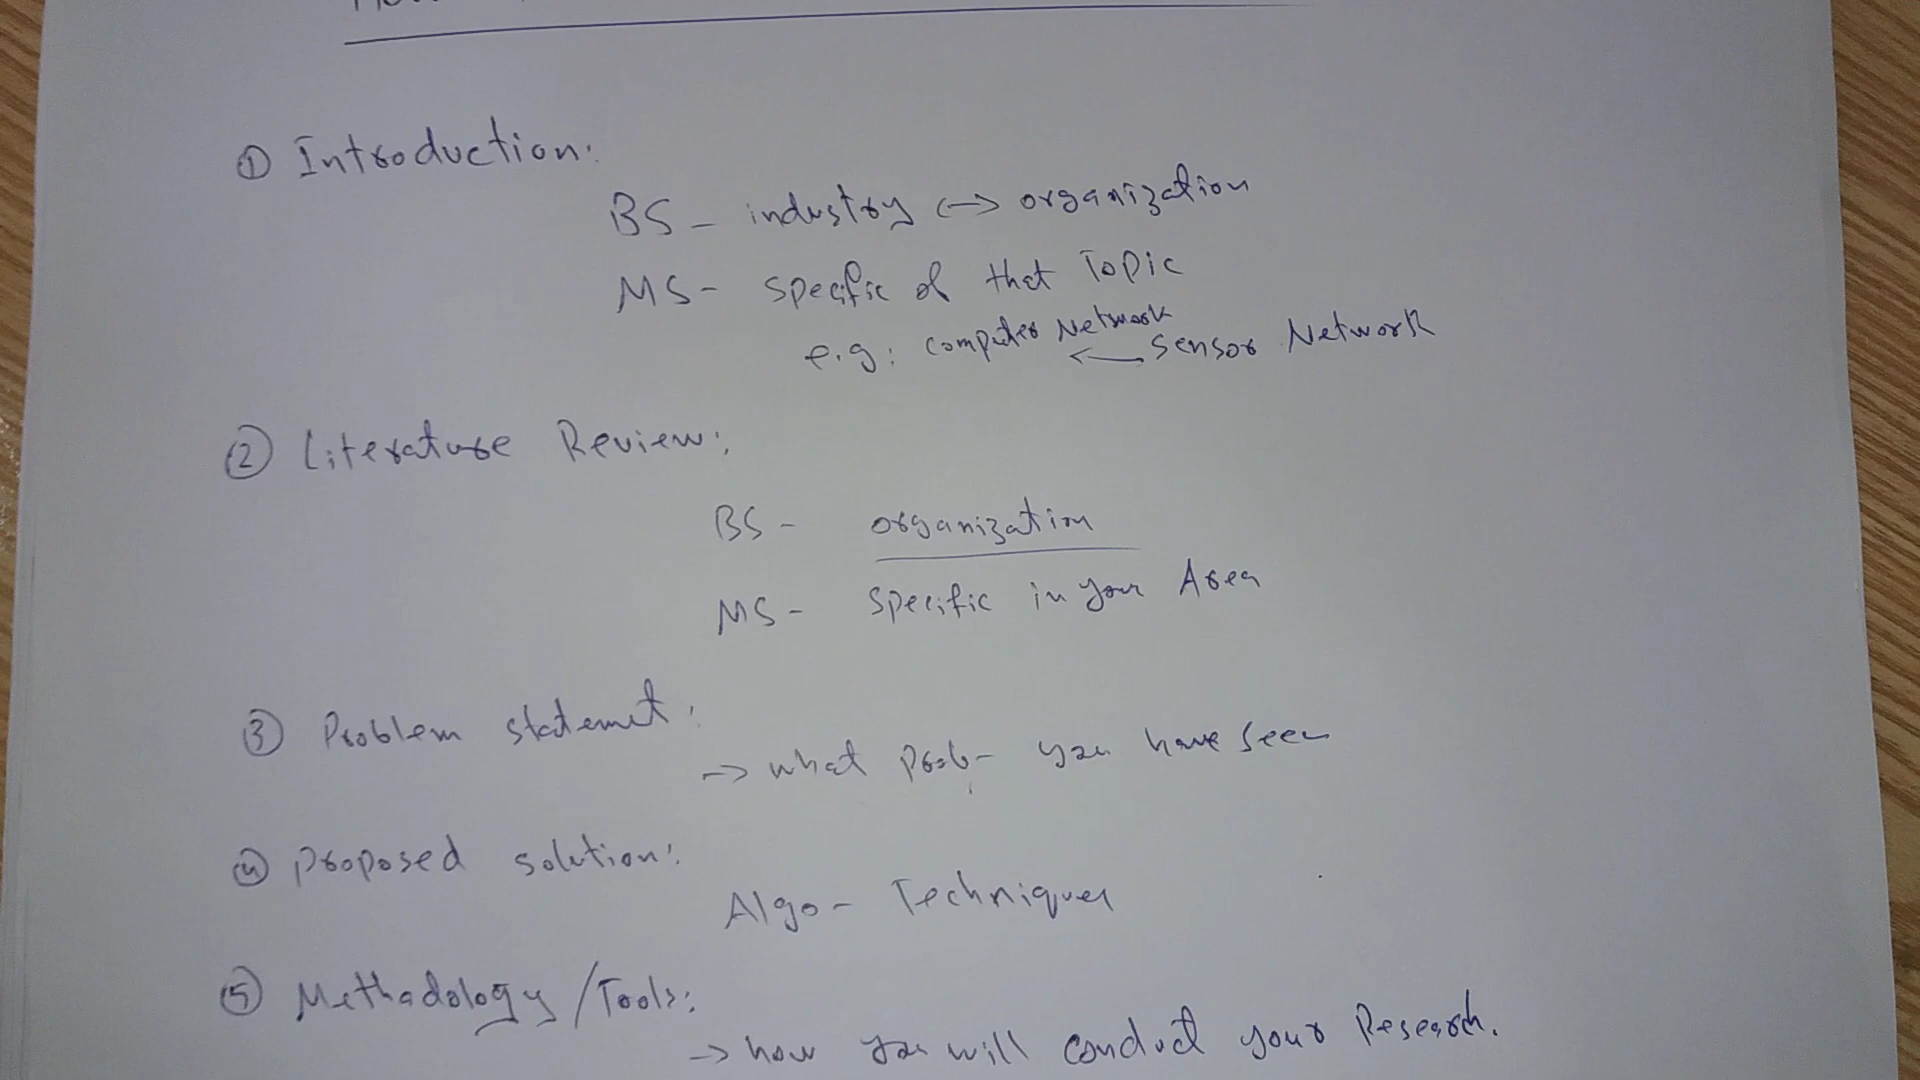 ① Introduction:
BS - industry ↔ organization
MS - Specific of that Topic
e.g: Computer Network ← Sensor Network
② Literature Review:
BS - organization
MS - Specific in your Area
③ Problem statemet:
→ what Prob- you have seen
④ Proposed solution:
Algo - Techniques
⑤ Methadology/Tools:
→ how you will conduct your Research.